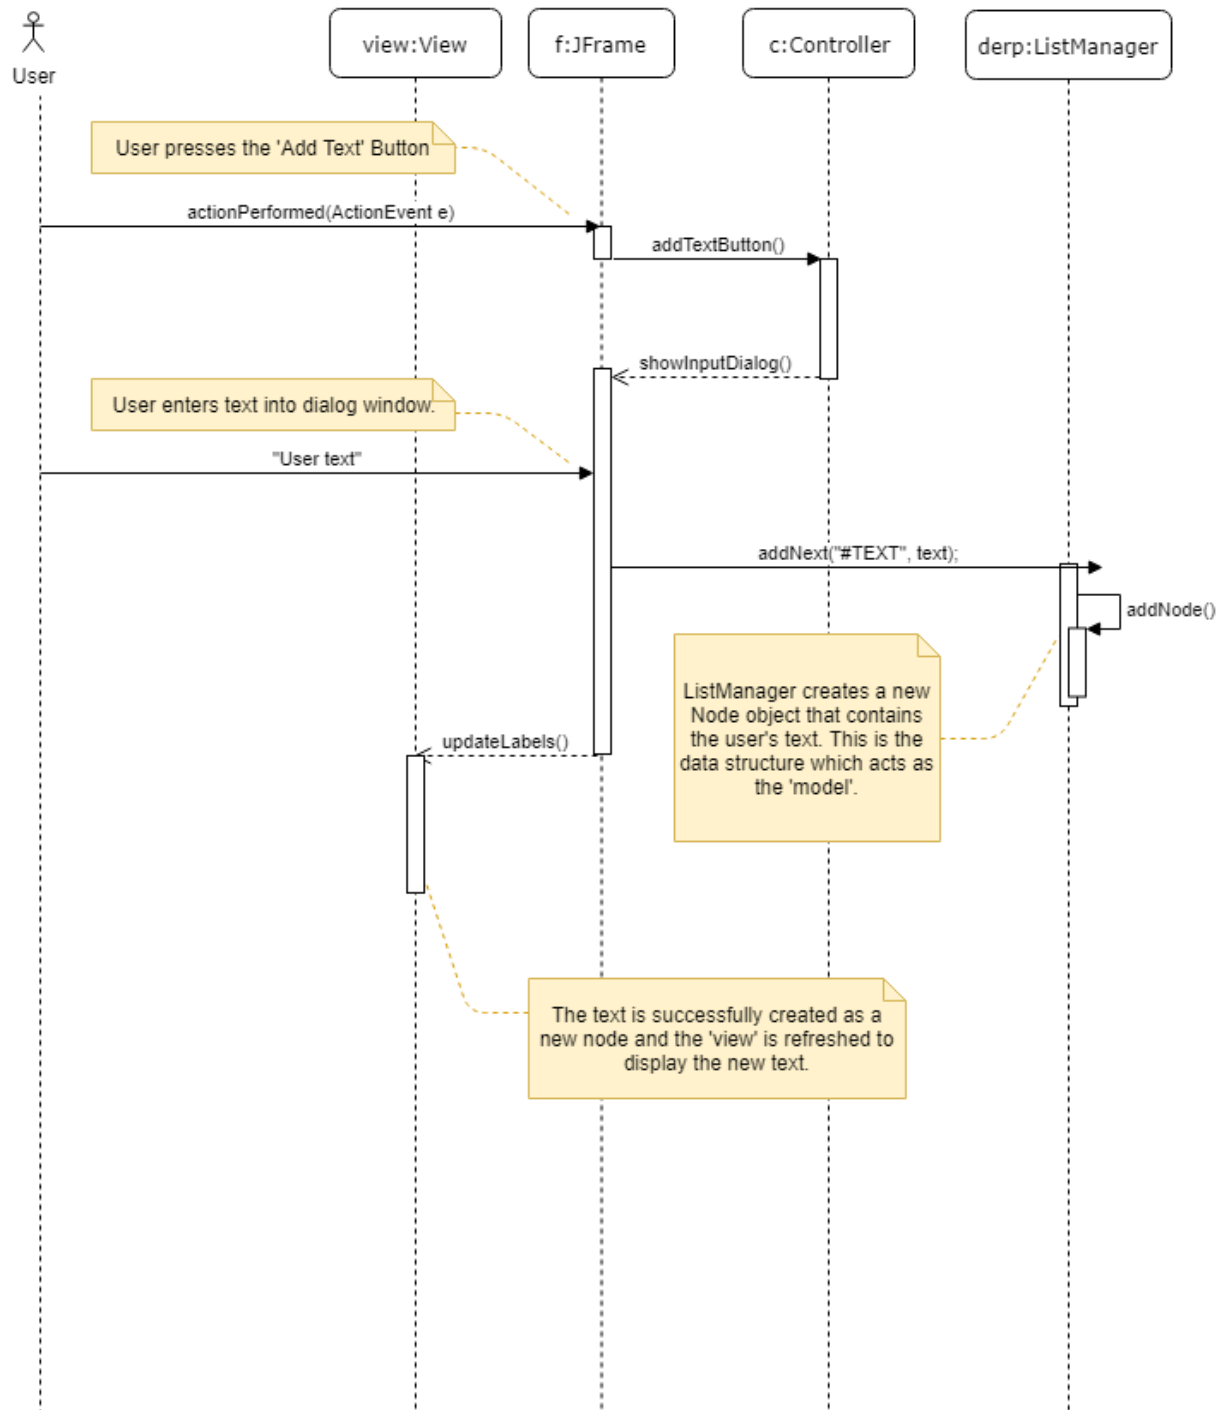 User
view:View
f:JFrame
c:Controller
derp:ListManager
User presses the 'Add Text' Button
actionPerformed(ActionEvent e)
addTextButton()
showInputDialog()
User enters text into dialog window.
"User text"
addNext("#TEXT", text);
addNode()
ListManager creates a new
Node object that contains
the user's text. This is the
data structure which acts as
the 'model'.
updateLabels()
The text is successfully created as a
new node and the 'view' is refreshed to
display the new text.